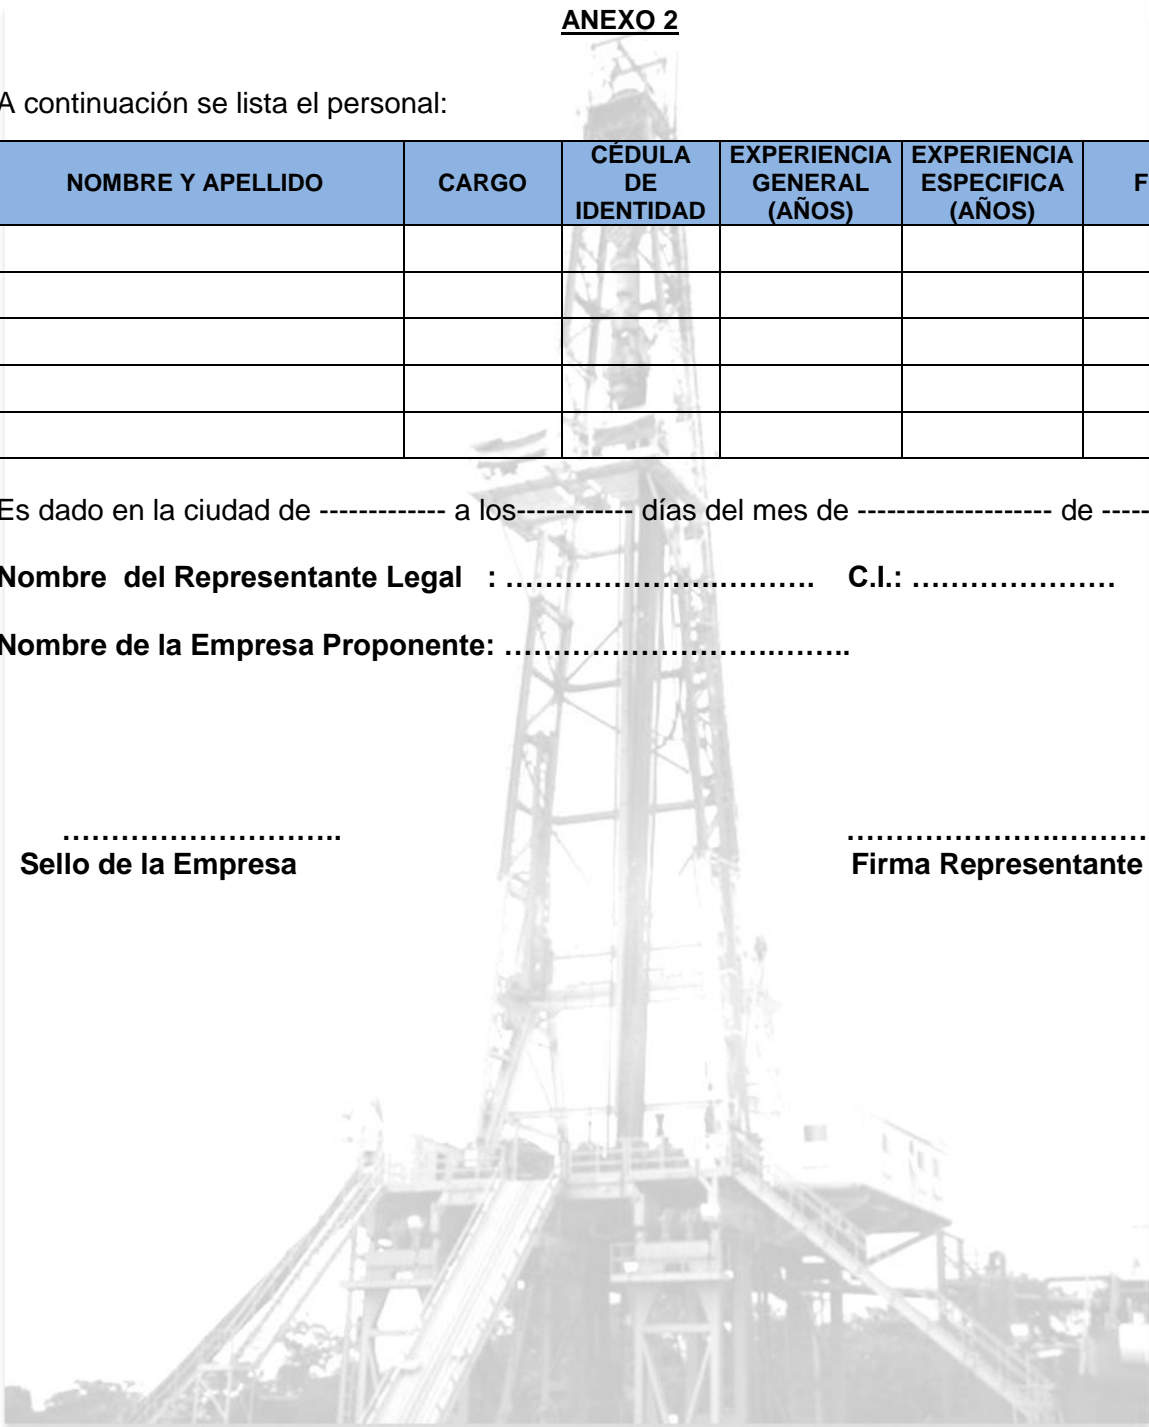 ANEXO 2
A continuación se lista el personal:
NOMBRE Y APELLIDO CARGO CÉDULA DE IDENTIDAD EXPERIENCIA GENERAL (AÑOS) EXPERIENCIA ESPECIFICA (AÑOS) F
Es dado en la ciudad de ------------- a los------------ días del mes de -------------------- de -----
Nombre  del Representante Legal   : …………………………. C.I.: …………………
Nombre de la Empresa Proponente: ……………………….……..
……………………….. ………………….………
Sello de la Empresa Firma Representante